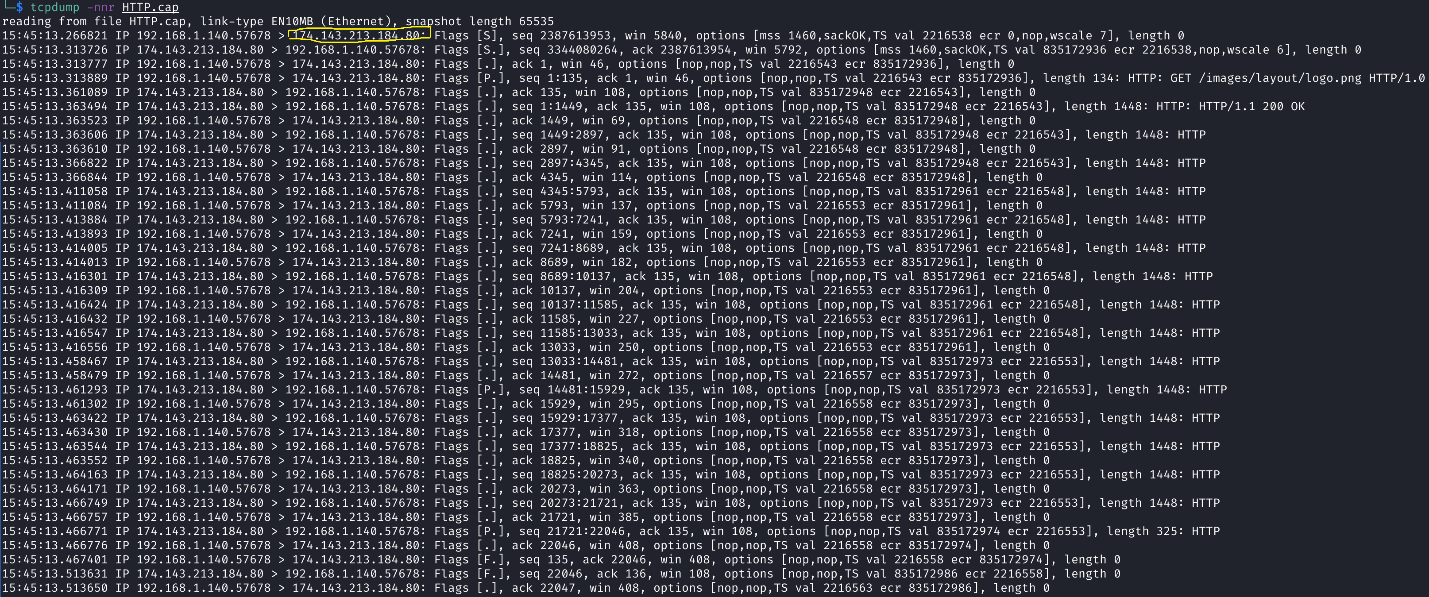 └─$ tcpdump -nnr HTTP.cap
reading from file HTTP.cap, link-type EN10MB (Ethernet), snapshot length 65535
15:45:13.266821 IP 192.168.1.140.57678 > 174.143.213.184.80: Flags [S], seq 2387613953, win 5840, options [mss 1460,sackOK,TS val 2216538 ecr 0,nop,wscale 7], length 0
15:45:13.313726 IP 174.143.213.184.80 > 192.168.1.140.57678: Flags [S.], seq 3344080264, ack 2387613954, win 5792, options [mss 1460,sackOK,TS val 835172936 ecr 2216538,nop,wscale 6], length 0
15:45:13.313777 IP 192.168.1.140.57678 > 174.143.213.184.80: Flags [.], ack 1, win 46, options [nop,nop,TS val 2216543 ecr 835172936], length 0
15:45:13.313889 IP 192.168.1.140.57678 > 174.143.213.184.80: Flags [P.], seq 1:135, ack 1, win 46, options [nop,nop,TS val 2216543 ecr 835172936], length 134: HTTP: GET /images/layout/logo.png HTTP/1.0
15:45:13.361089 IP 174.143.213.184.80 > 192.168.1.140.57678: Flags [.], ack 135, win 108, options [nop,nop,TS val 835172948 ecr 2216543], length 0
15:45:13.363494 IP 174.143.213.184.80 > 192.168.1.140.57678: Flags [.], seq 1:1449, ack 135, win 108, options [nop,nop,TS val 835172948 ecr 2216543], length 1448: HTTP: HTTP/1.1 200 OK
15:45:13.363523 IP 192.168.1.140.57678 > 174.143.213.184.80: Flags [.], ack 1449, win 69, options [nop,nop,TS val 2216548 ecr 835172948], length 0
15:45:13.363606 IP 174.143.213.184.80 > 192.168.1.140.57678: Flags [.], seq 1449:2897, ack 135, win 108, options [nop,nop,TS val 835172948 ecr 2216543], length 1448: HTTP
15:45:13.363610 IP 192.168.1.140.57678 > 174.143.213.184.80: Flags [.], ack 2897, win 91, options [nop,nop,TS val 2216548 ecr 835172948], length 0
15:45:13.366822 IP 174.143.213.184.80 > 192.168.1.140.57678: Flags [.], seq 2897:4345, ack 135, win 108, options [nop,nop,TS val 835172948 ecr 2216543], length 1448: HTTP
15:45:13.366844 IP 192.168.1.140.57678 > 174.143.213.184.80: Flags [.], ack 4345, win 114, options [nop,nop,TS val 2216548 ecr 835172948], length 0
15:45:13.411058 IP 174.143.213.184.80 > 192.168.1.140.57678: Flags [.], seq 4345:5793, ack 135, win 108, options [nop,nop,TS val 835172961 ecr 2216548], length 1448: HTTP
15:45:13.411084 IP 192.168.1.140.57678 > 174.143.213.184.80: Flags [.], ack 5793, win 137, options [nop,nop,TS val 2216553 ecr 835172961], length 0
15:45:13.413884 IP 174.143.213.184.80 > 192.168.1.140.57678: Flags [.], seq 5793:7241, ack 135, win 108, options [nop,nop,TS val 835172961 ecr 2216548], length 1448: HTTP
15:45:13.413893 IP 192.168.1.140.57678 > 174.143.213.184.80: Flags [.], ack 7241, win 159, options [nop,nop,TS val 2216553 ecr 835172961], length 0
15:45:13.414005 IP 174.143.213.184.80 > 192.168.1.140.57678: Flags [.], seq 7241:8689, ack 135, win 108, options [nop,nop,TS val 835172961 ecr 2216548], length 1448: HTTP
15:45:13.414013 IP 192.168.1.140.57678 > 174.143.213.184.80: Flags [.], ack 8689, win 182, options [nop,nop,TS val 2216553 ecr 835172961], length 0
15:45:13.416301 IP 174.143.213.184.80 > 192.168.1.140.57678: Flags [.], seq 8689:10137, ack 135, win 108, options [nop,nop,TS val 835172961 ecr 2216548], length 1448: HTTP
15:45:13.416309 IP 192.168.1.140.57678 > 174.143.213.184.80: Flags [.], ack 10137, win 204, options [nop,nop,TS val 2216553 ecr 835172961], length 0
15:45:13.416424 IP 174.143.213.184.80 > 192.168.1.140.57678: Flags [.], seq 10137:11585, ack 135, win 108, options [nop,nop,TS val 835172961 ecr 2216548], length 1448: HTTP
15:45:13.416432 IP 192.168.1.140.57678 > 174.143.213.184.80: Flags [.], ack 11585, win 227, options [nop,nop,TS val 2216553 ecr 835172961], length 0
15:45:13.416547 IP 174.143.213.184.80 > 192.168.1.140.57678: Flags [.], seq 11585:13033, ack 135, win 108, options [nop,nop,TS val 835172961 ecr 2216548], length 1448: HTTP
15:45:13.416556 IP 192.168.1.140.57678 > 174.143.213.184.80: Flags [.], ack 13033, win 250, options [nop,nop,TS val 2216553 ecr 835172961], length 0
15:45:13.458467 IP 174.143.213.184.80 > 192.168.1.140.57678: Flags [.], seq 13033:14481, ack 135, win 108, options [nop,nop,TS val 835172973 ecr 2216553], length 1448: HTTP
15:45:13.458479 IP 192.168.1.140.57678 > 174.143.213.184.80: Flags [.], ack 14481, win 272, options [nop,nop,TS val 2216557 ecr 835172973], length 0
15:45:13.461293 IP 174.143.213.184.80 > 192.168.1.140.57678: Flags [P.], seq 14481:15929, ack 135, win 108, options [nop,nop,TS val 835172973 ecr 2216553], length 1448: HTTP
15:45:13.461302 IP 192.168.1.140.57678 > 174.143.213.184.80: Flags [.], ack 15929, win 295, options [nop,nop,TS val 2216558 ecr 835172973], length 0
15:45:13.463422 IP 174.143.213.184.80 > 192.168.1.140.57678: Flags [.], seq 15929:17377, ack 135, win 108, options [nop,nop,TS val 835172973 ecr 2216553], length 1448: HTTP
15:45:13.463430 IP 192.168.1.140.57678 > 174.143.213.184.80: Flags [.], ack 17377, win 318, options [nop,nop,TS val 2216558 ecr 835172973], length 0
15:45:13.463544 IP 174.143.213.184.80 > 192.168.1.140.57678: Flags [.], seq 17377:18825, ack 135, win 108, options [nop,nop,TS val 835172973 ecr 2216553], length 1448: HTTP
15:45:13.463552 IP 192.168.1.140.57678 > 174.143.213.184.80: Flags [.], ack 18825, win 340, options [nop,nop,TS val 2216558 ecr 835172973], length 0
15:45:13.464163 IP 174.143.213.184.80 > 192.168.1.140.57678: Flags [.], seq 18825:20273, ack 135, win 108, options [nop,nop,TS val 835172973 ecr 2216553], length 1448: HTTP
15:45:13.464171 IP 192.168.1.140.57678 > 174.143.213.184.80: Flags [.], ack 20273, win 363, options [nop,nop,TS val 2216558 ecr 835172973], length 0
15:45:13.466749 IP 174.143.213.184.80 > 192.168.1.140.57678: Flags [.], seq 20273:21721, ack 135, win 108, options [nop,nop,TS val 835172973 ecr 2216553], length 1448: HTTP
15:45:13.466757 IP 192.168.1.140.57678 > 174.143.213.184.80: Flags [.], ack 21721, win 385, options [nop,nop,TS val 2216558 ecr 835172973], length 0
15:45:13.466771 IP 174.143.213.184.80 > 192.168.1.140.57678: Flags [P.], seq 21721:22046, ack 135, win 108, options [nop,nop,TS val 835172974 ecr 2216553], length 325: HTTP
15:45:13.466776 IP 192.168.1.140.57678 > 174.143.213.184.80: Flags [.], ack 22046, win 408, options [nop,nop,TS val 2216558 ecr 835172974], length 0
15:45:13.467401 IP 192.168.1.140.57678 > 174.143.213.184.80: Flags [F.], seq 135, ack 22046, win 408, options [nop,nop,TS val 2216558 ecr 835172974], length 0
15:45:13.513631 IP 174.143.213.184.80 > 192.168.1.140.57678: Flags [F.], seq 22046, ack 136, win 108, options [nop,nop,TS val 835172986 ecr 2216558], length 0
15:45:13.513650 IP 192.168.1.140.57678 > 174.143.213.184.80: Flags [.], ack 22047, win 408, options [nop,nop,TS val 2216563 ecr 835172986], length 0